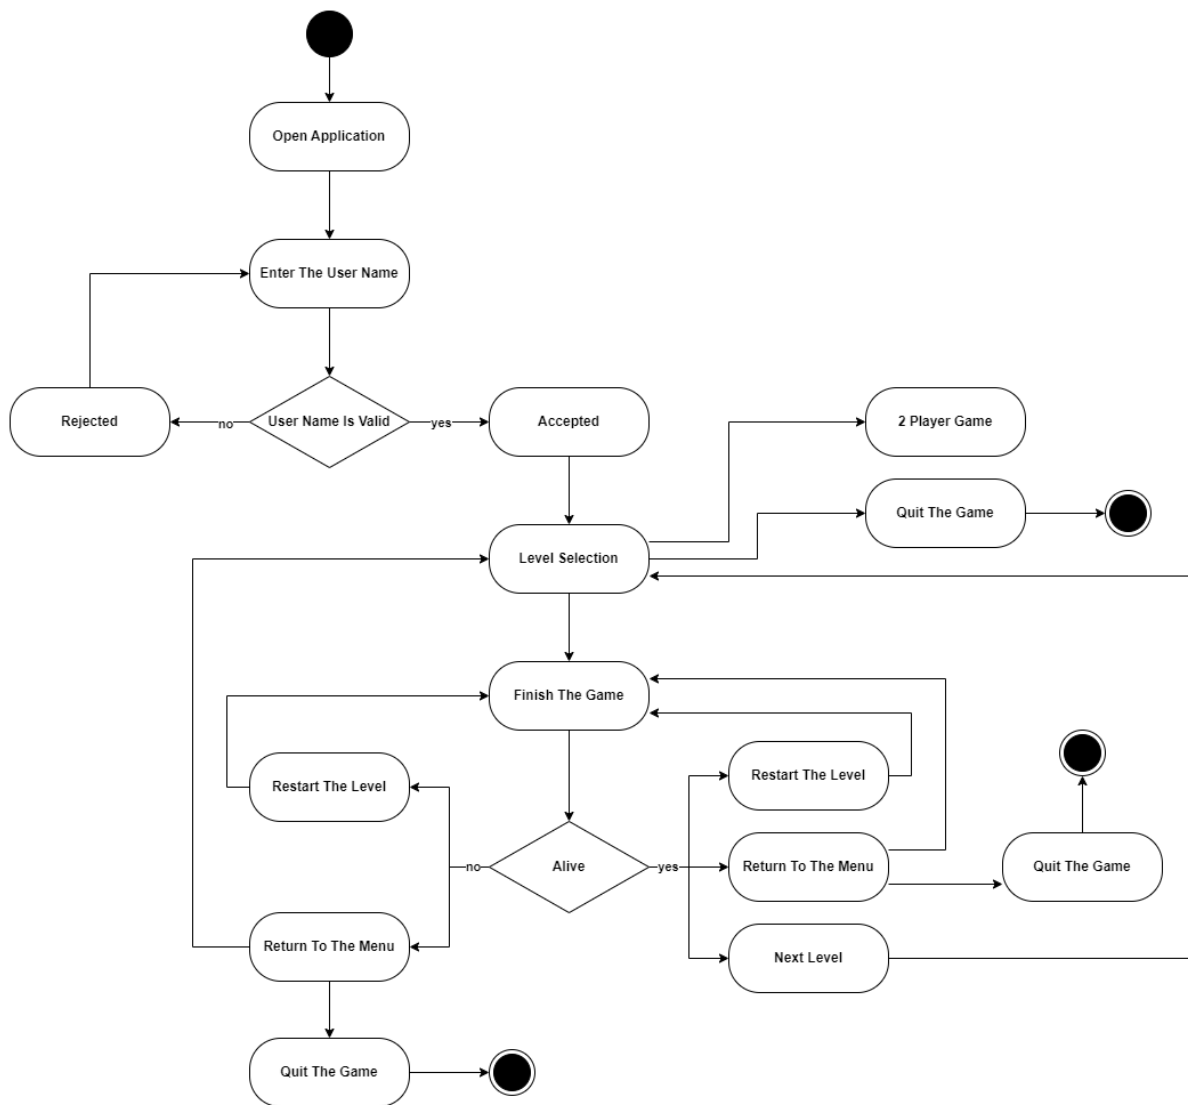 Open Application
Enter The User Name
Rejected
no
User Name Is Valid
yes
Accepted
2 Player Game
Quit The Game
Level Selection
Finish The Game
Restart The Level
Restart The Level
no
Alive
yes
Return To The Menu
Quit The Game
Return To The Menu
Next Level
Quit The Game